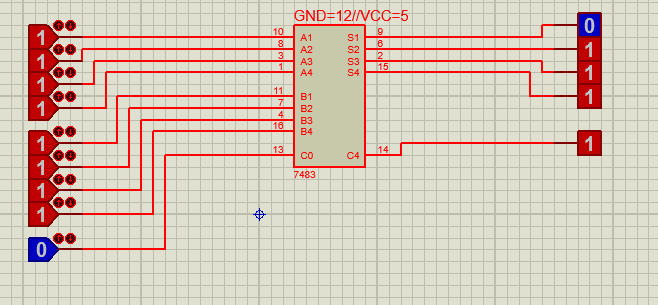 GND=12//VCC=5
1 10 A1 S1 9 0
1 8 A2 S2 6 1
1 3 A3 S3 2 1
1 1 A4 S4 15 1
1 11 B1
1 7 B2
1 4 B3
1 16 B4
0 13 C0 C4 14 1
7483